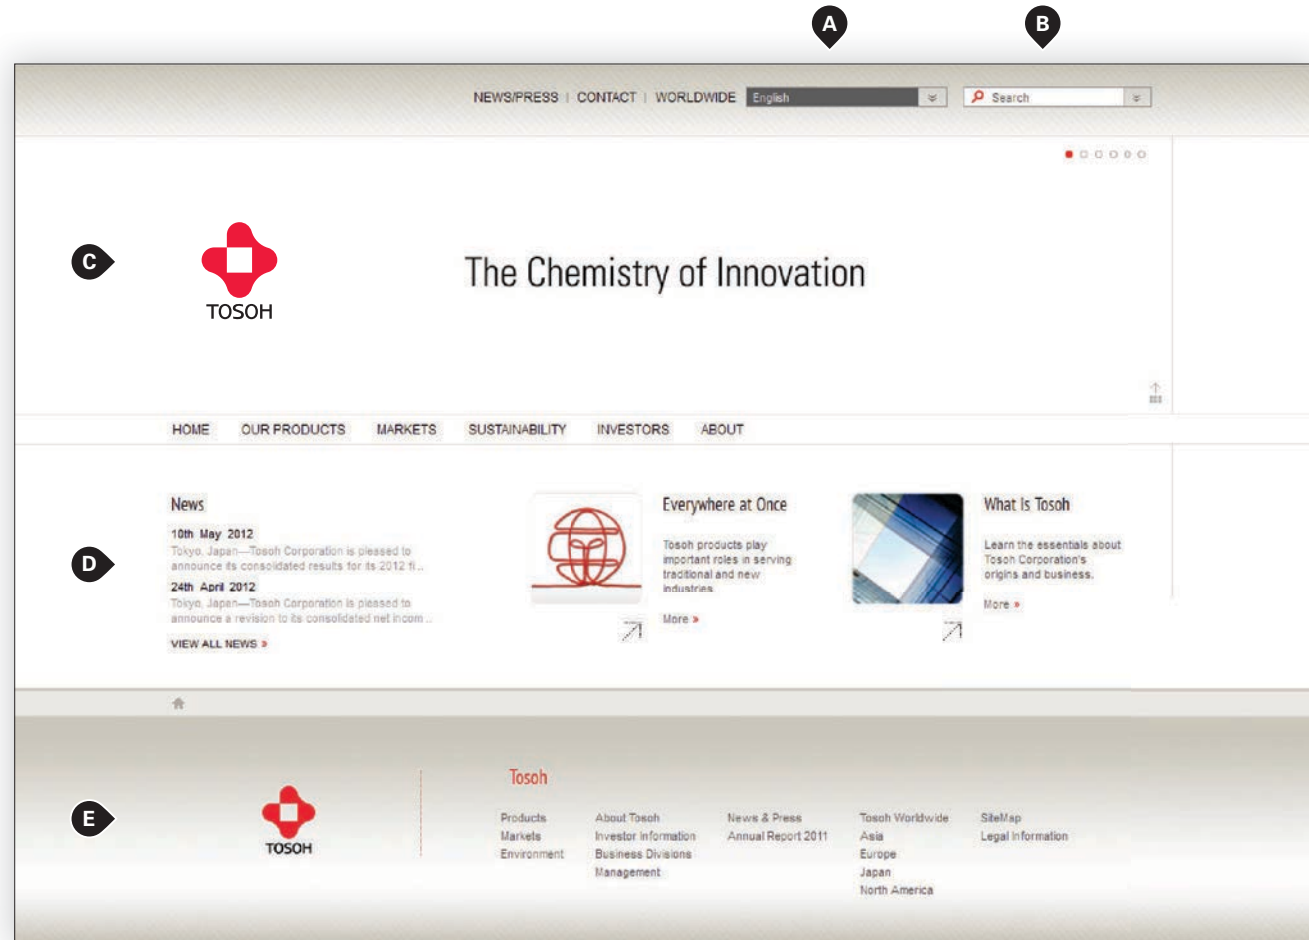 A
B
NEWS/PRESS | CONTACT | WORLDWIDE English Search
C
TOSOH
The Chemistry of Innovation
HOME OUR PRODUCTS MARKETS SUSTAINABILITY INVESTORS ABOUT
D
News
10th May 2012
Tokyo, Japan—Tosoh Corporation is pleased to
announce its consolidated results for its 2012 fi...
24th April 2012
Tokyo, Japan—Tosoh Corporation is pleased to
announce a revision to its consolidated net incom...
VIEW ALL NEWS »
Everywhere at Once
Tosoh products play
important roles in serving
traditional and new
industries.
More »
What Is Tosoh
Learn the essentials about
Tosoh Corporation's
origins and business.
More »
E
TOSOH
Tosoh
Products
Markets
Environment
About Tosoh
Investor Information
Business Divisions
Management
News & Press
Annual Report 2011
Tosoh Worldwide
Asia
Europe
Japan
North America
SiteMap
Legal Information